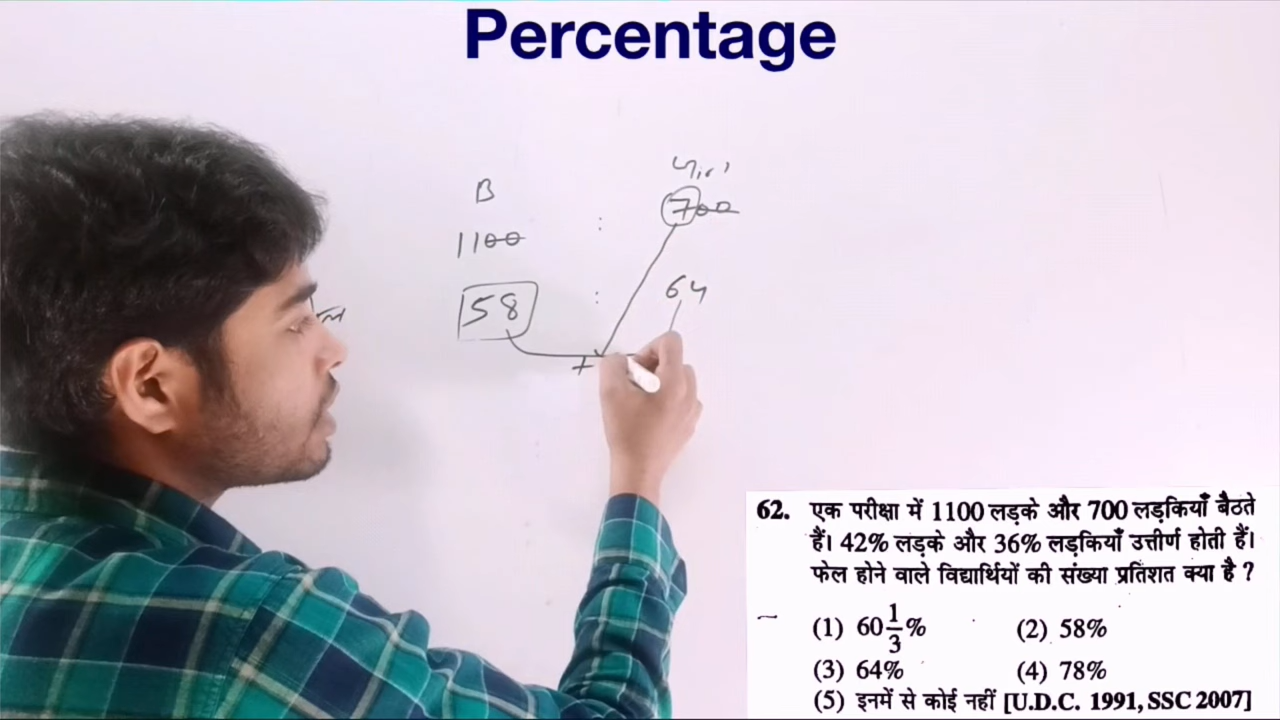 Percentage
B
1100 : 700
58 : 64
+
62. एक परीक्षा में 1100 लड़के और 700 लड़कियाँ बैठते
हैं। 42% लड़के और 36% लड़कियाँ उत्तीर्ण होती हैं।
फेल होने वाले विद्यार्थियों की संख्या प्रतिशत क्या है ?
(1) 60 1/3 % (2) 58%
(3) 64% (4) 78%
(5) इनमें से कोई नहीं [U.D.C. 1991, SSC 2007]